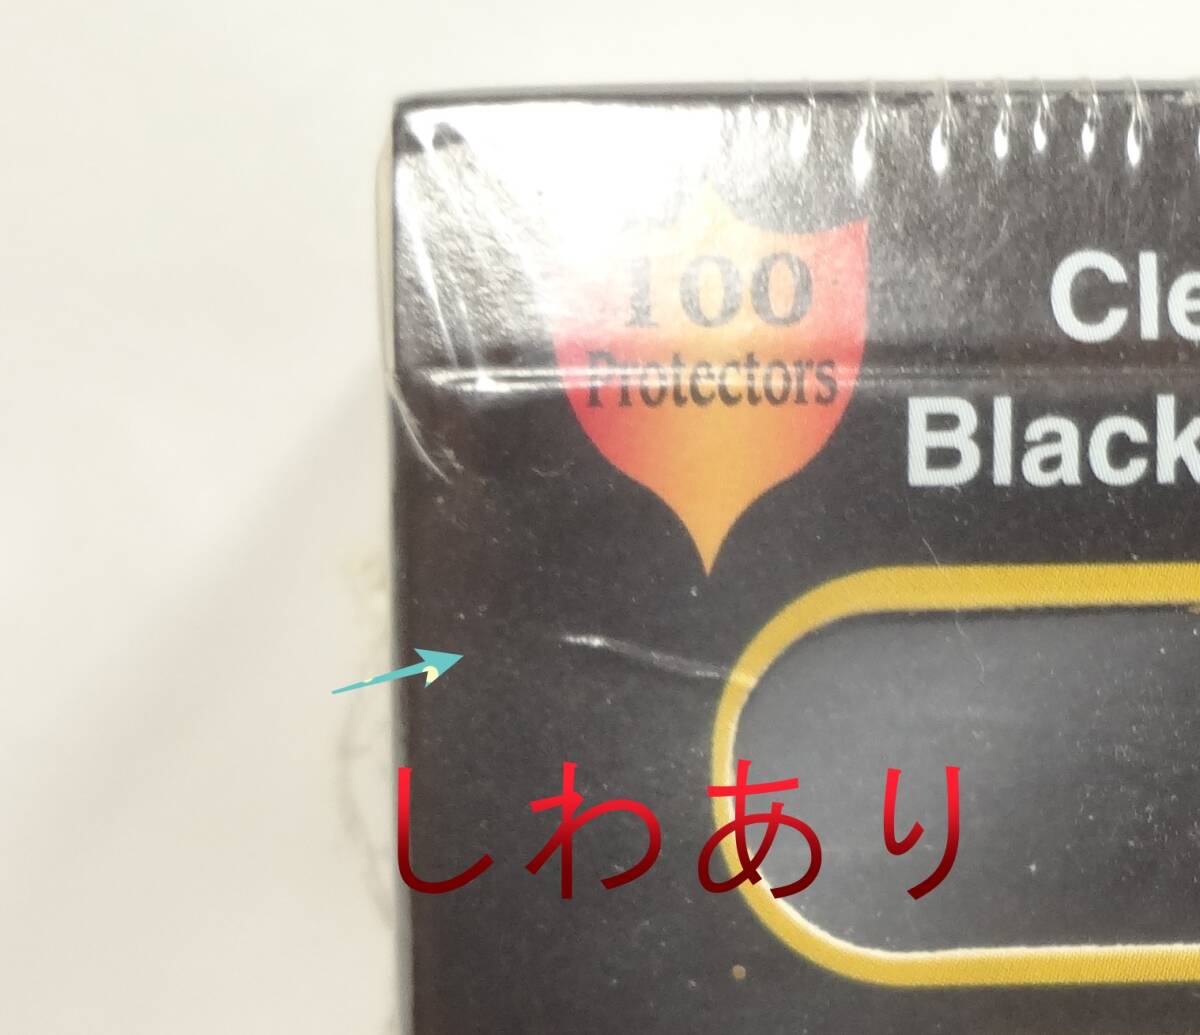 100
Protectors
Cle
Black
しわあり